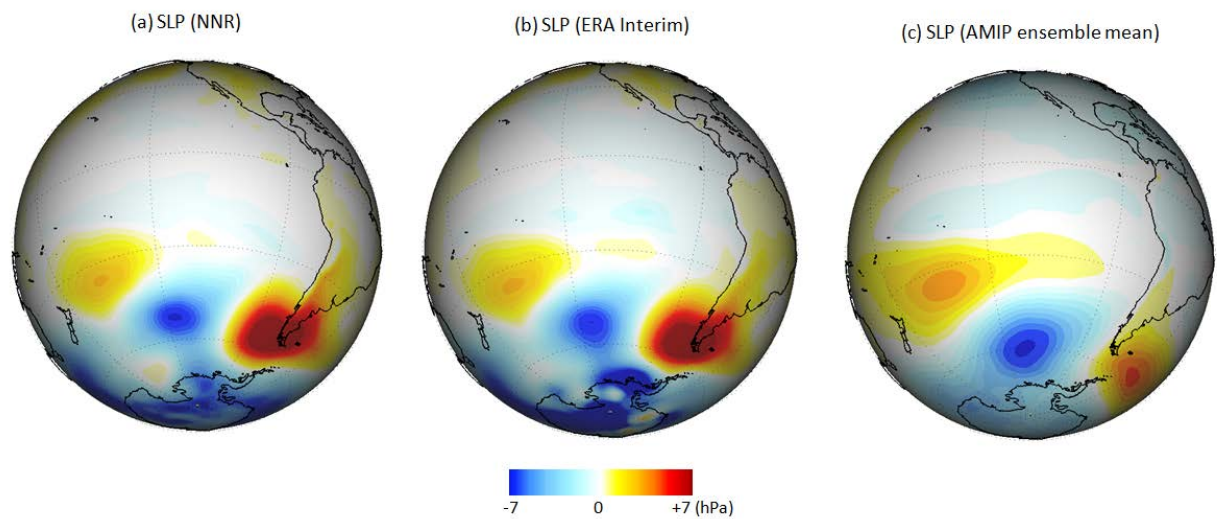 (a) SLP (NNR)
(b) SLP (ERA Interim)
(c) SLP (AMIP ensemble mean)
-7 0 +7 (hPa)